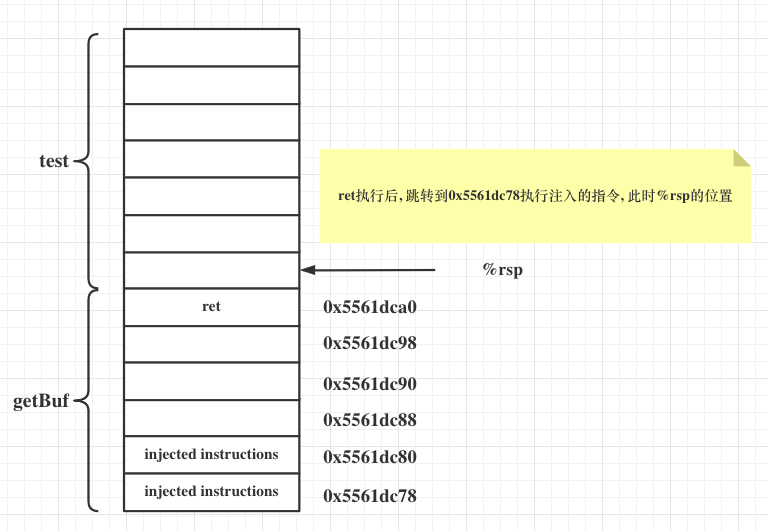 test
ret执行后, 跳转到0x5561dc78执行注入的指令, 此时%rsp的位置
%rsp
ret
0x5561dca0
0x5561dc98
0x5561dc90
getBuf
0x5561dc88
injected instructions
0x5561dc80
injected instructions
0x5561dc78